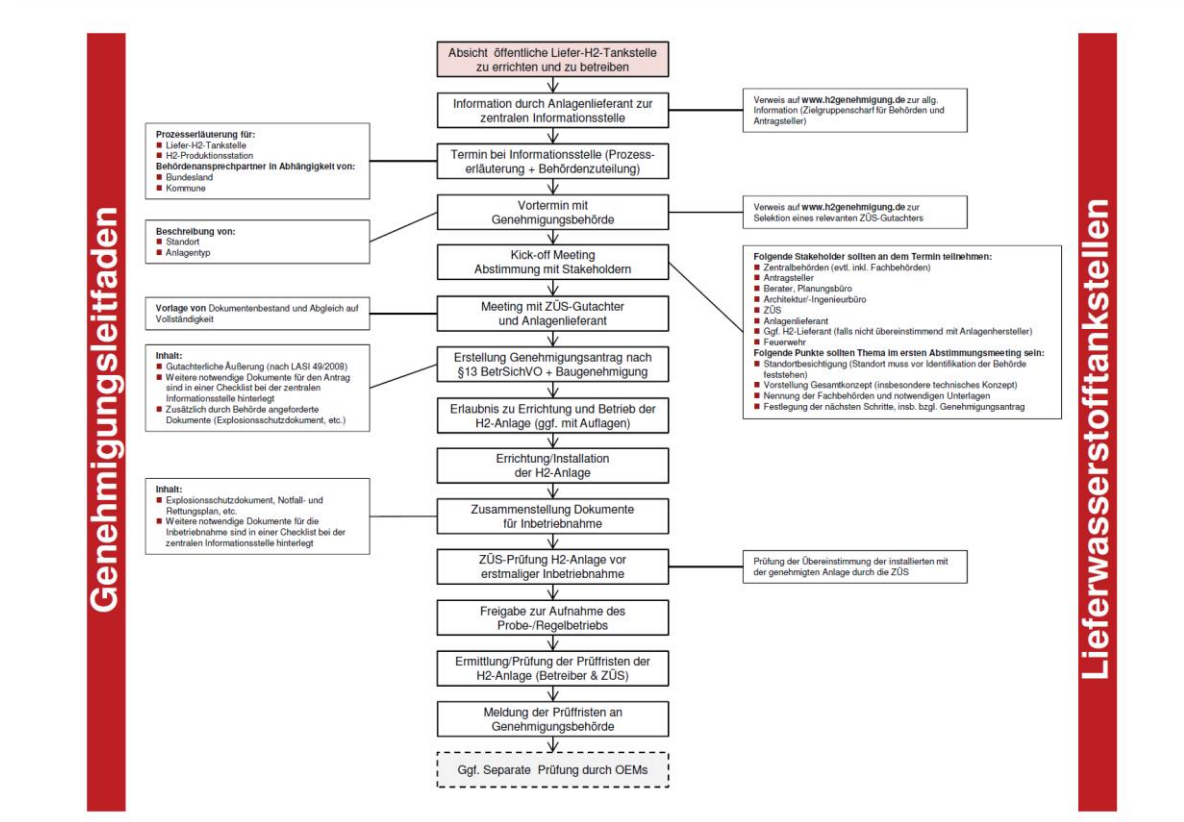 Genehmigungsleitfaden
Absicht öffentliche Liefer-H2-Tankstelle
zu errichten und zu betreiben
Information durch Anlagenlieferant zur
zentralen Informationsstelle
Verweis auf www.h2genehmigung.de zur allg.
Information (Zielgruppenscharf für Behörden und
Antragsteller)
Prozesserläuterung für:
Liefer-H2-Tankstelle
H2-Produktionsstation
Behördenansprechpartner in Abhängigkeit von:
Bundesland
Kommune
Termin bei Informationsstelle (Prozess-
erläuterung + Behördenzuteilung)
Vortermin mit
Genehmigungsbehörde
Verweis auf www.h2genehmigung.de zur
Selektion eines relevanten ZÜS-Gutachters
Beschreibung von:
Standort
Anlagentyp
Kick-off Meeting
Abstimmung mit Stakeholdern
Folgende Stakeholder sollten an dem Termin teilnehmen:
Zentralbehörden (evtl. inkl. Fachbehörden)
Antragsteller
Berater, Planungsbüro
Architektur/-Ingenieurbüro
ZÜS
Anlagenlieferant
Ggf. H2-Lieferant (falls nicht übereinstimmend mit Anlagenhersteller)
Feuerwehr
Folgende Punkte sollten Thema im ersten Abstimmungsmeeting sein:
Standortbesichtigung (Standort muss vor Identifikation der Behörde
feststehen)
Vorstellung Gesamtkonzept (insbesondere technisches Konzept)
Nennung der Fachbehörden und notwendigen Unterlagen
Festlegung der nächsten Schritte, insb. bzgl. Genehmigungsantrag
Vorlage von Dokumentenbestand und Abgleich auf
Vollständigkeit
Meeting mit ZÜS-Gutachter
und Anlagenlieferant
Inhalt:
Gutachterliche Äußerung (nach LASI 49/2008)
Weitere notwendige Dokumente für den Antrag
sind in einer Checklist bei der zentralen
Informationsstelle hinterlegt
Zusätzlich durch Behörde angeforderte
Dokumente (Explosionsschutzdokument, etc.)
Erstellung Genehmigungsantrag nach
§13 BetrSichVO + Baugenehmigung
Erlaubnis zu Errichtung und Betrieb der
H2-Anlage (ggf. mit Auflagen)
Errichtung/Installation
der H2-Anlage
Inhalt:
Explosionsschutzdokument, Notfall- und
Rettungsplan, etc.
Weitere notwendige Dokumente für die
Inbetriebnahme sind in einer Checklist bei der
zentralen Informationsstelle hinterlegt
Zusammenstellung Dokumente
für Inbetriebnahme
ZÜS-Prüfung H2-Anlage vor
erstmaliger Inbetriebnahme
Prüfung der Übereinstimmung der installierten mit
der genehmigten Anlage durch die ZÜS
Freigabe zur Aufnahme des
Probe-/Regelbetriebs
Ermittlung/Prüfung der Prüffristen der
H2-Anlage (Betreiber & ZÜS)
Meldung der Prüffristen an
Genehmigungsbehörde
Ggf. Separate Prüfung durch OEMs
Lieferwasserstofftankstellen